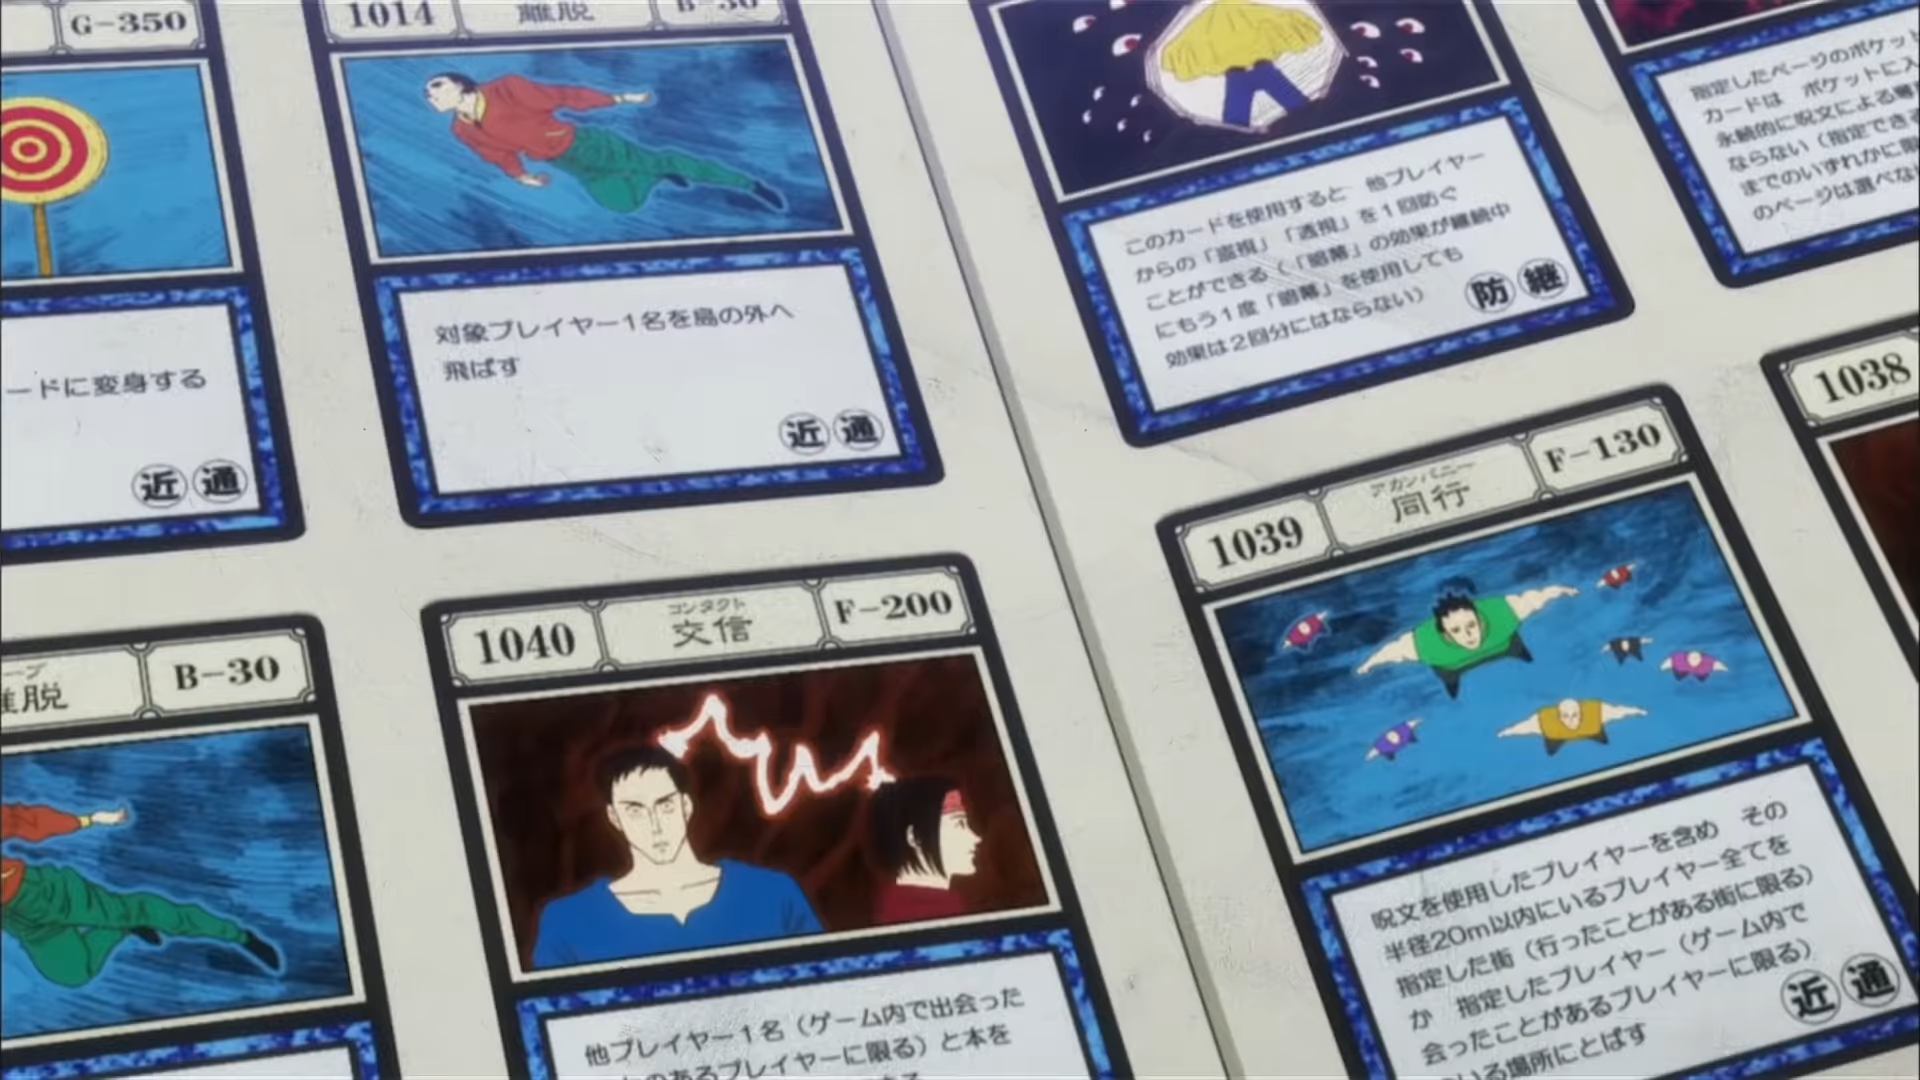 G-350
1014
離脱
B-30
ードに変身する
近 通
対象プレイヤー1名を島の外へ
飛ばす
近 通
このカードを使用すると 他プレイヤー
からの「盗視」「透視」を1回防ぐ
ことができる(「暗幕」の効果が継続中
にもう1度「暗幕」を使用しても
効果は2回分にはならない)
防 継
指定したページのポケット
カードは ポケットに入
永続的に呪文による
ならない(指定でき
までのいずれかに限
のページは選べな
脱
B-30
1040
コンタクト
交信
F-200
他プレイヤー1名(ゲーム内で出会った
のあるプレイヤーに限る)と本を
1039
アカンパニー
同行
F-130
呪文を使用したプレイヤーを含め その
半径20m以内にいるプレイヤー全てを
指定した街(行ったことがある街に限る)
か 指定したプレイヤー(ゲーム内で
会ったことがあるプレイヤーに限る)
いる場所にとばす
近 通
1038